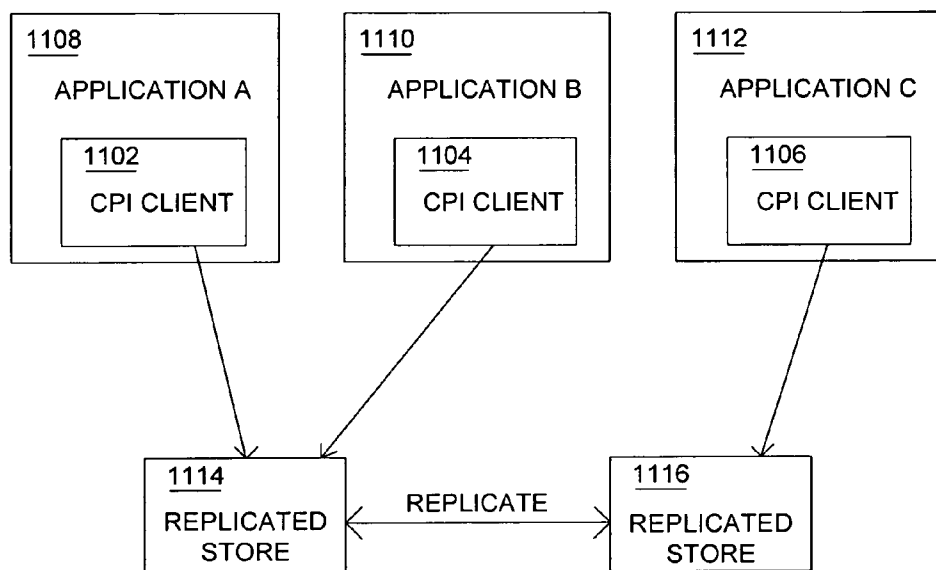 1108
APPLICATION A
1102
CPI CLIENT
1110
APPLICATION B
1104
CPI CLIENT
1112
APPLICATION C
1106
CPI CLIENT
1114
REPLICATED
STORE
REPLICATE
1116
REPLICATED
STORE